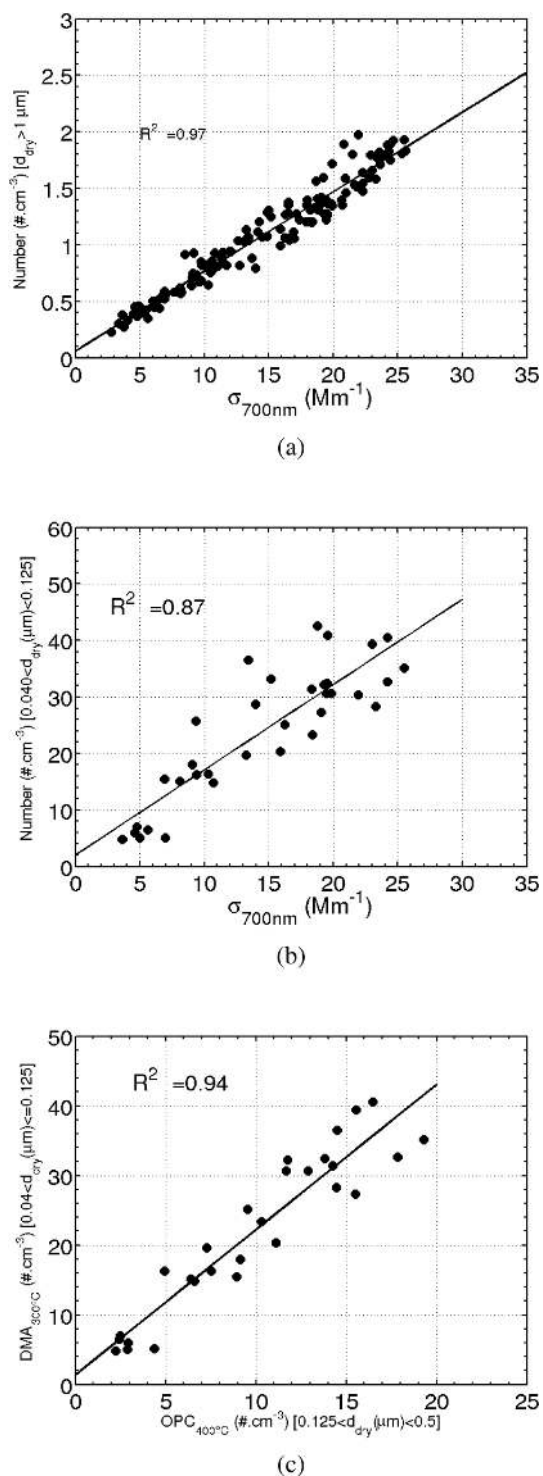 3
2.5
2
1.5
1
0.5
0
Number (#.cm⁻³) [d_dry>1 μm]
R² =0.97
0 5 10 15 20 25 30 35
σ_700nm (Mm⁻¹)
(a)
60
50
40
30
20
10
0
Number (#.cm⁻³) [0.040<d_dry(μm)<0.125]
R² =0.87
0 5 10 15 20 25 30 35
σ_700nm (Mm⁻¹)
(b)
50
40
30
20
10
0
DMA_300°C (#.cm⁻³) [0.04<d_dry(μm)<=0.125]
R² =0.94
0 5 10 15 20 25
OPC_400°C (#.cm⁻³) [0.125<d_dry(μm)<0.5]
(c)